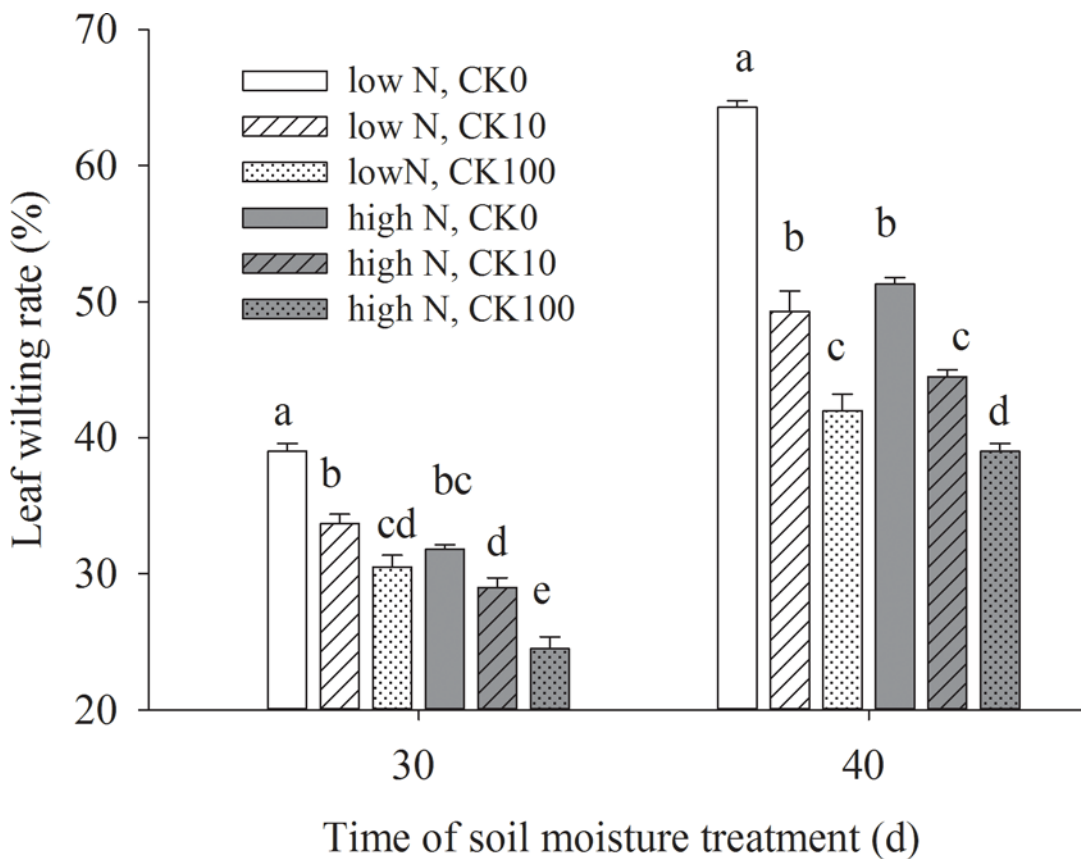 Leaf wilting rate (%)
70
60
50
40
30
20
low N, CK0
low N, CK10
lowN, CK100
high N, CK0
high N, CK10
high N, CK100
a
b
cd
bc
d
e
a
b
c
b
c
d
30
40
Time of soil moisture treatment (d)